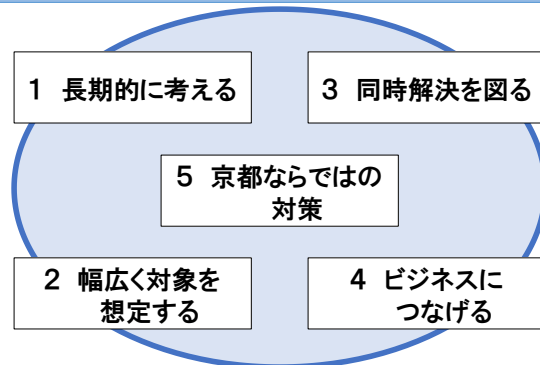 1 長期的に考える
3 同時解決を図る
5 京都ならではの
対策
2 幅広く対象を
想定する
4 ビジネスに
つなげる